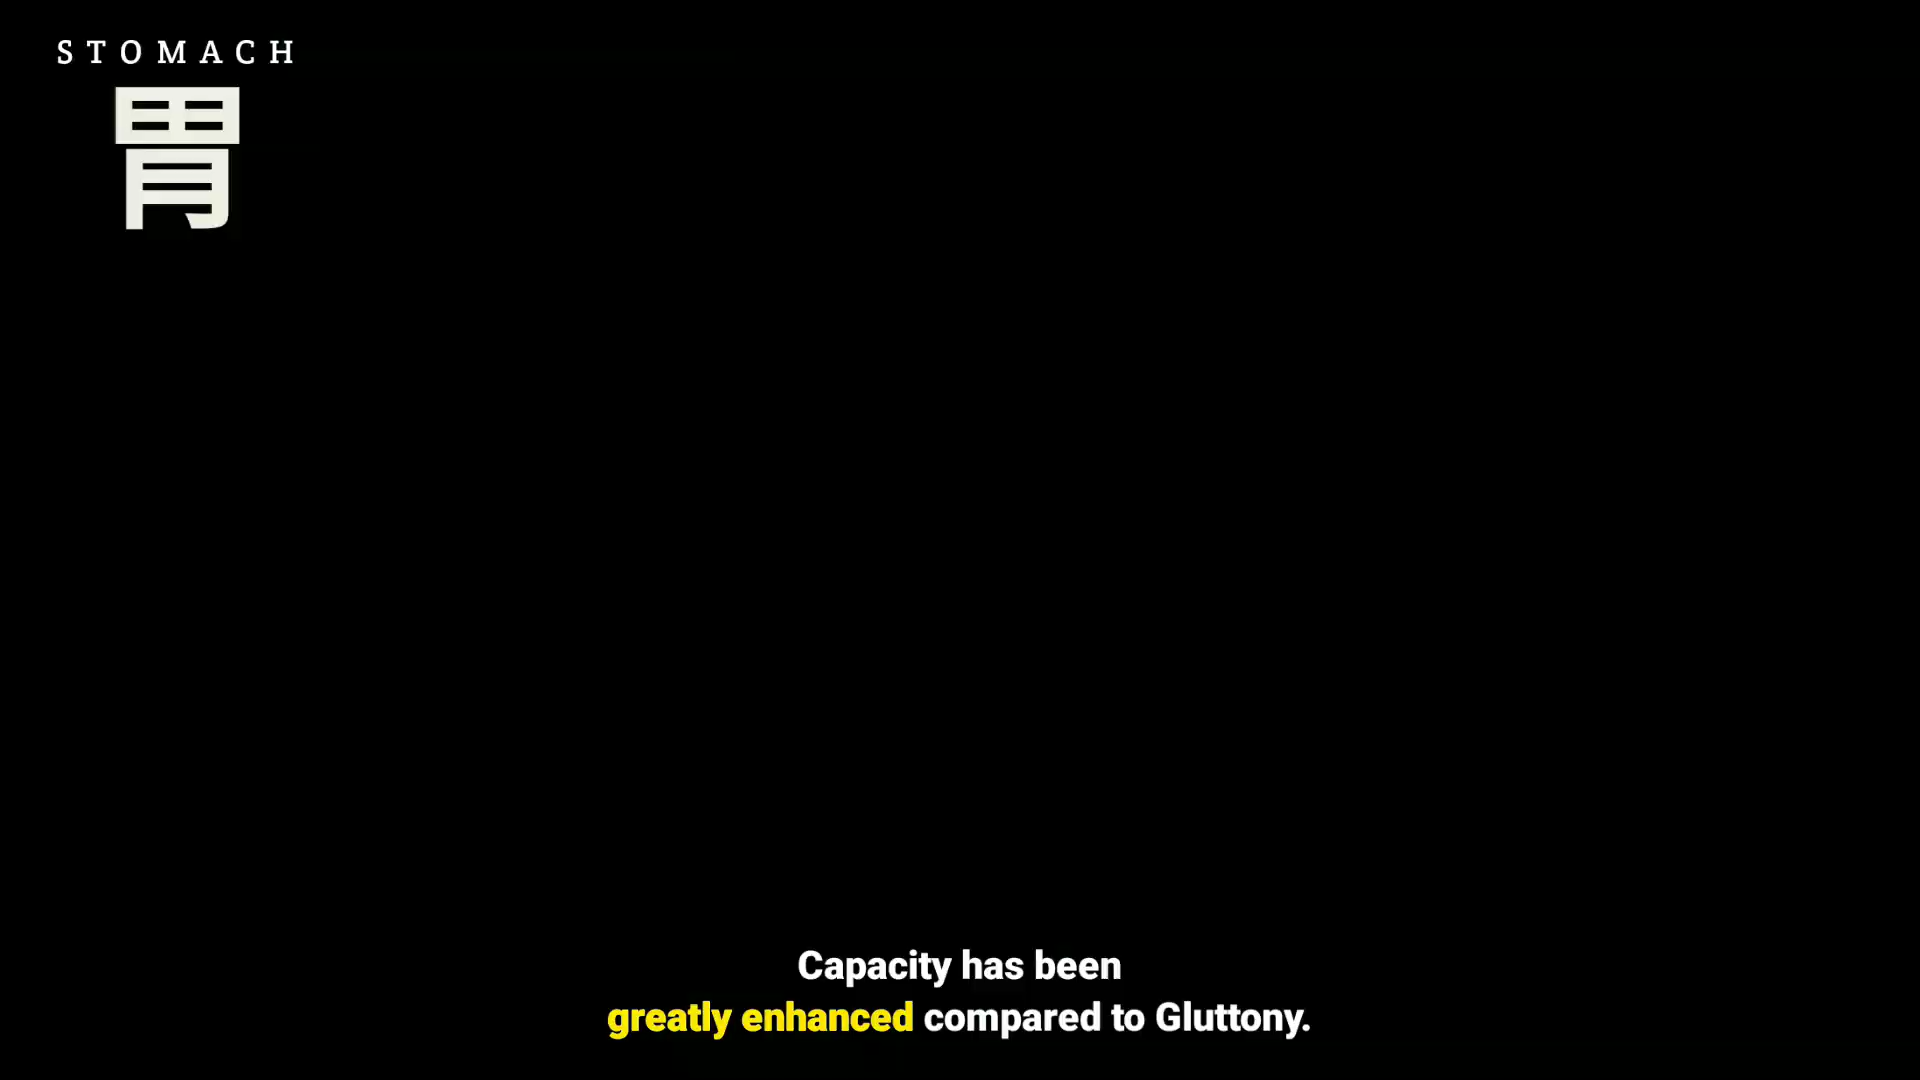 STOMACH
胃
Capacity has been
greatly enhanced compared to Gluttony.